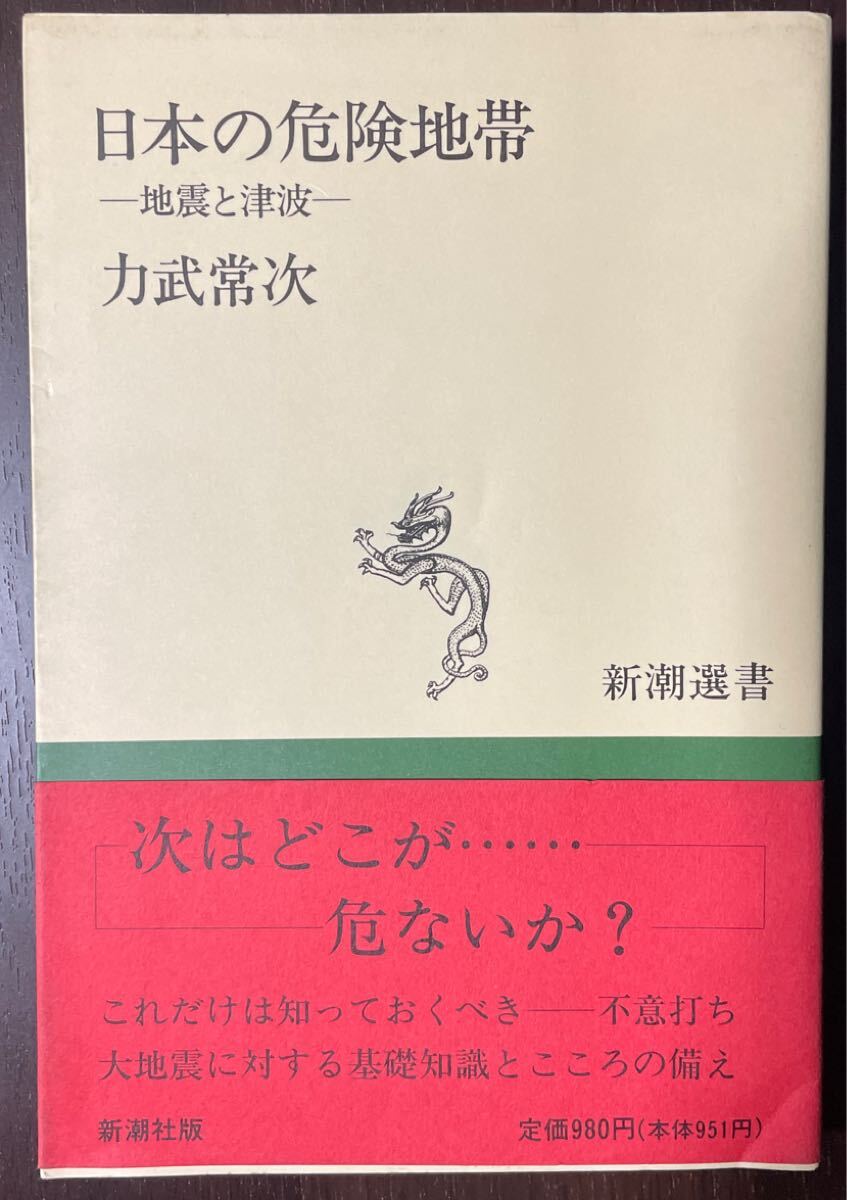 日本の危険地帯
―地震と津波―
力武常次
新潮選書
次はどこが……
危ないか？
これだけは知っておくべき――不意打ち
大地震に対する基礎知識とこころの備え
新潮社版
定価980円(本体951円)